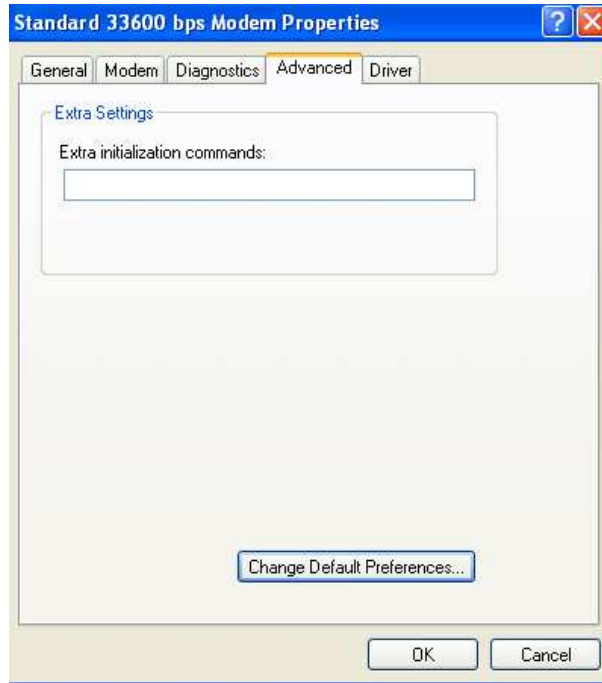 Standard 33600 bps Modem Properties
General Modem Diagnostics Advanced Driver
Extra Settings
Extra initialization commands:
Change Default Preferences...
OK Cancel